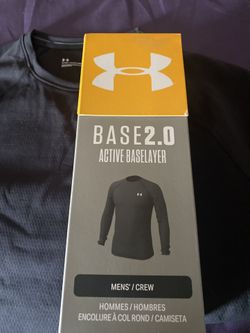 BASE2.0
ACTIVE BASELAYER
MENS' / CREW
HOMMES / HOMBRES
ENCOLURE À COL ROND / CAMISETA